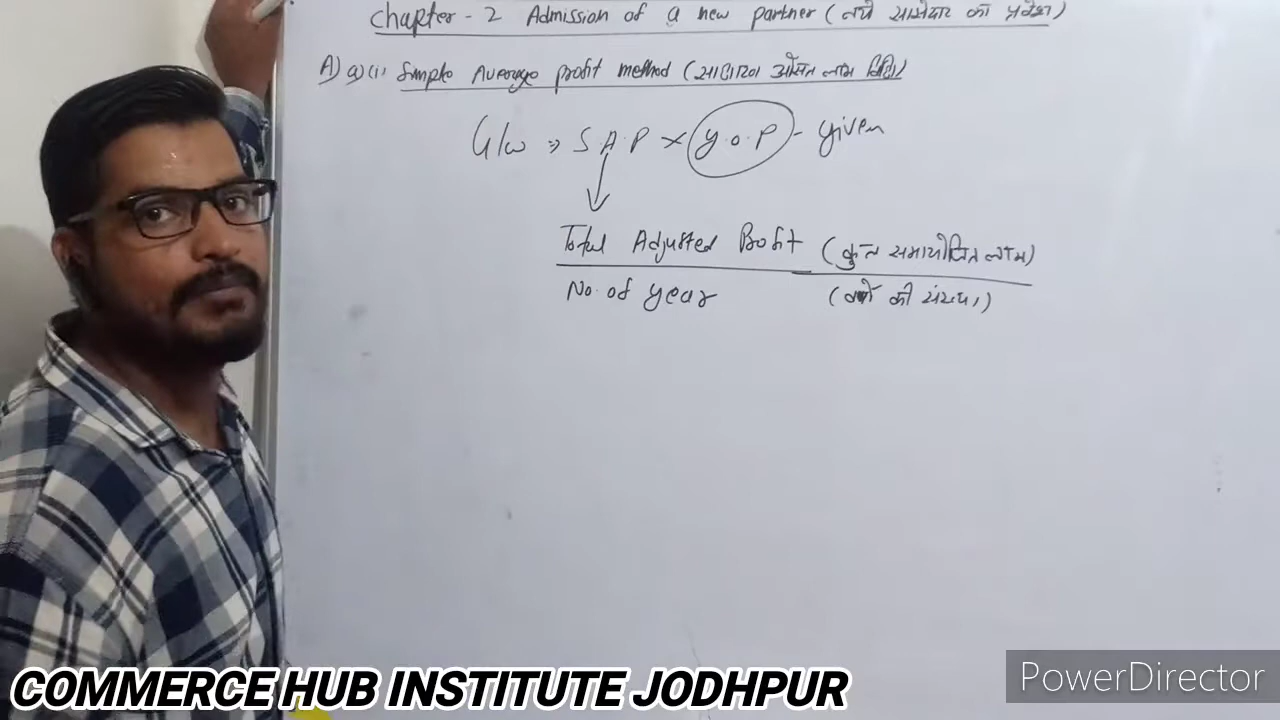 Chapter - 2 Admission of a new partner (नये साझेदार का प्रवेश)
A) a) (i) Simple Average profit method (साधारण औसत लाभ विधि)
G/w => S.A.P x y.o.P - given
Total Adjusted Profit (कुल समायोजित लाभ)
No. of year (वर्षो की संख्या)
COMMERCE HUB INSTITUTE JODHPUR
PowerDirector